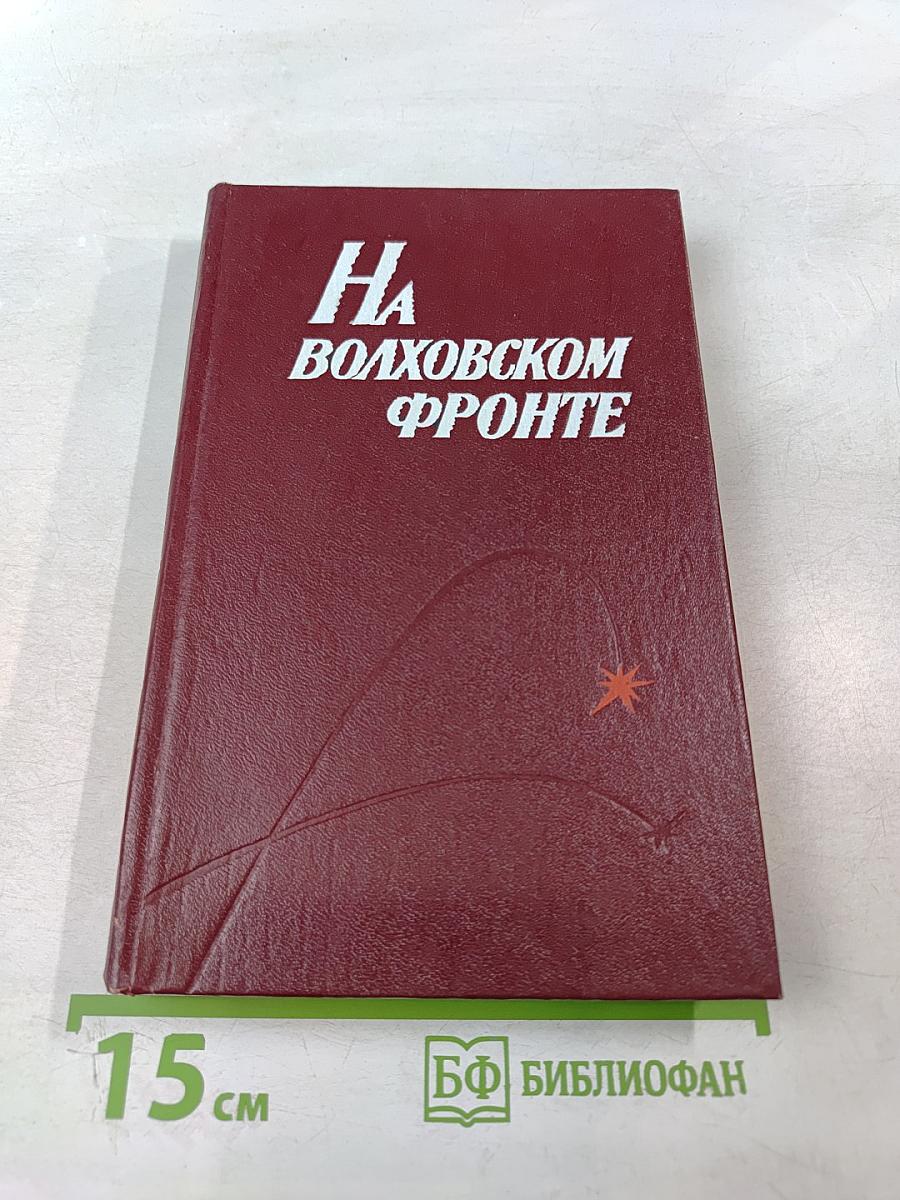 На
ВОЛХОВСКОМ
ФРОНТЕ
15 см
БФ БИБЛИОФАН